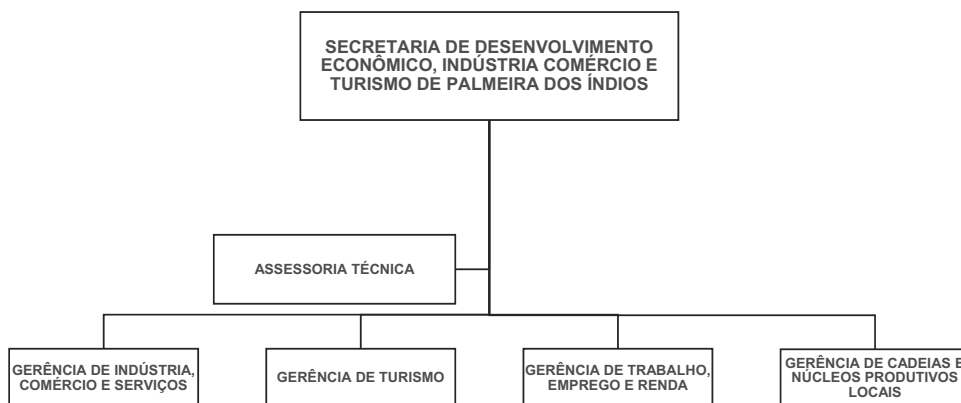 SECRETARIA DE DESENVOLVIMENTO
ECONÔMICO, INDÚSTRIA COMÉRCIO E
TURISMO DE PALMEIRA DOS ÍNDIOS
ASSESSORIA TÉCNICA
GERÊNCIA DE INDÚSTRIA,
COMÉRCIO E SERVIÇOS
GERÊNCIA DE TURISMO
GERÊNCIA DE TRABALHO,
EMPREGO E RENDA
GERÊNCIA DE CADEIAS E
NÚCLEOS PRODUTIVOS
LOCAIS